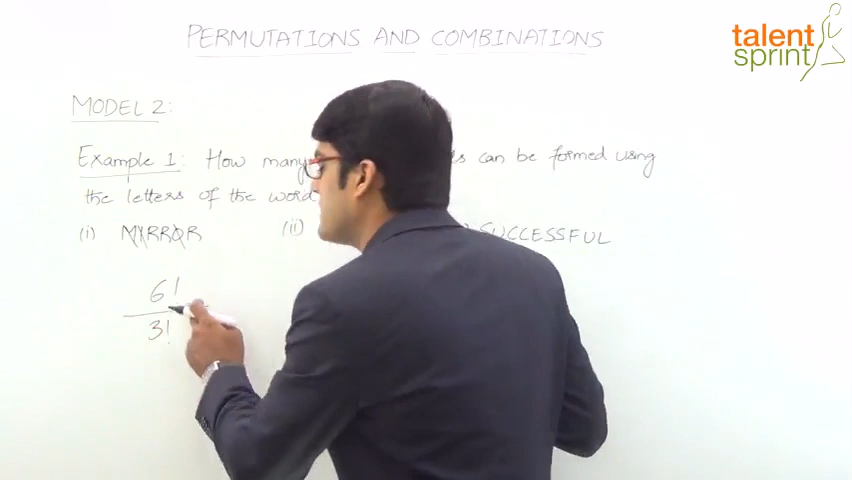 PERMUTATIONS AND COMBINATIONS
talent
sprint
MODEL 2:
Example 1: How many can be formed using
the letters of the word
(i) MIRROR (ii) SUCCESSFUL
6!
3!